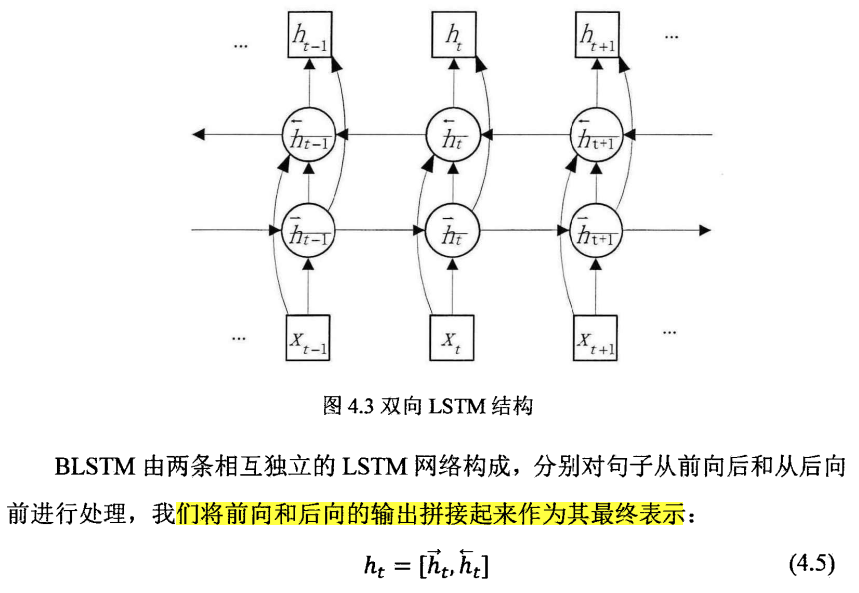 ... h_{t-1} h_t h_{t+1} ...
\overleftarrow{h}_{t-1} \overleftarrow{h}_t \overleftarrow{h}_{t+1}
\overrightarrow{h}_{t-1} \overrightarrow{h}_t \overrightarrow{h}_{t+1}
... x_{t-1} x_t x_{t+1} ...
图 4.3 双向 LSTM 结构
BLSTM 由两条相互独立的 LSTM 网络构成，分别对句子从前向后和从后向
前进行处理，我们将前向和后向的输出拼接起来作为其最终表示：
h_t = [\overrightarrow{h}_t, \overleftarrow{h}_t] (4.5)